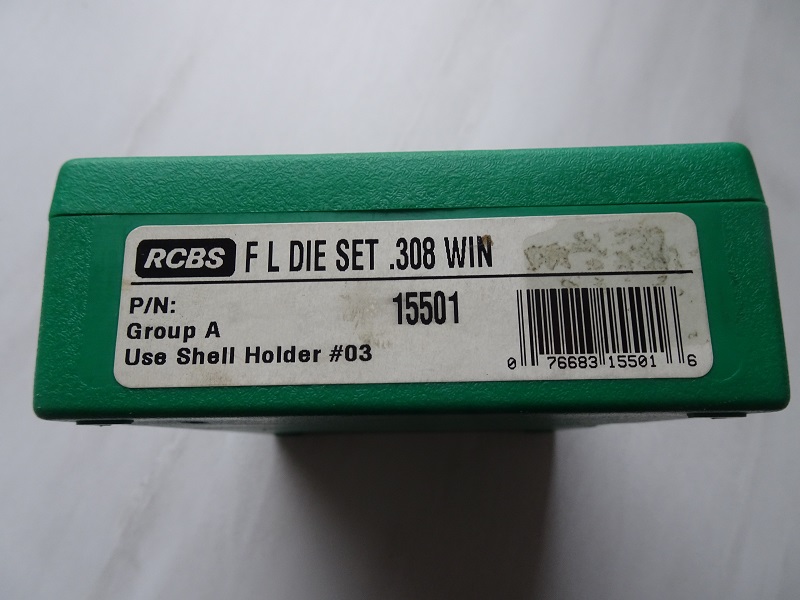 RCBS F L DIE SET .308 WIN
P/N: 15501
Group A
Use Shell Holder #03
0 76683 15501 6